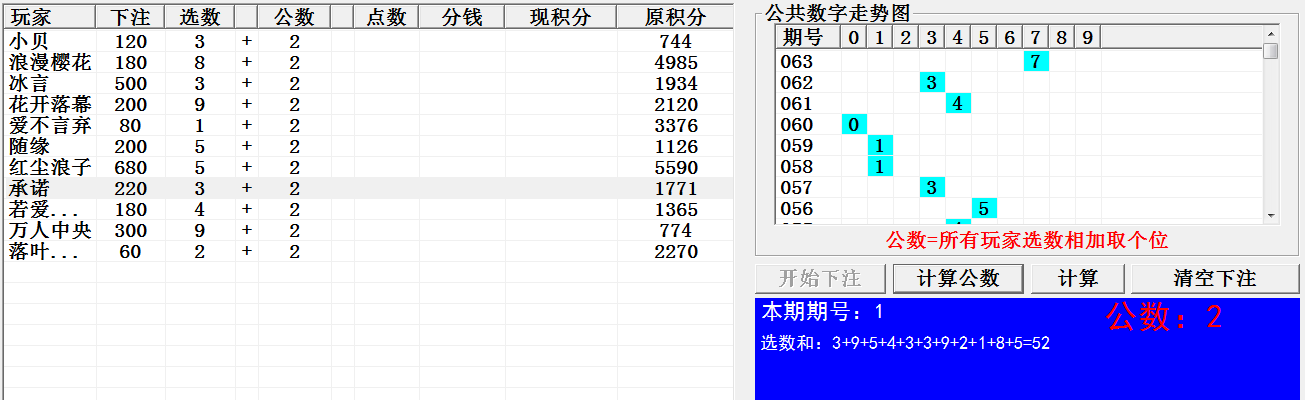 玩家 下注 选数 公数 点数 分钱 现积分 原积分
小贝 120 3 + 2 744
浪漫樱花 180 8 + 2 4985
冰言 500 3 + 2 1934
花开落幕 200 9 + 2 2120
爱不言弃 80 1 + 2 3376
随缘 200 5 + 2 1126
红尘浪子 680 5 + 2 5590
承诺 220 3 + 2 1771
若爱... 180 4 + 2 1365
万人中央 300 9 + 2 774
落叶... 60 2 + 2 2270
公共数字走势图
期号 0 1 2 3 4 5 6 7 8 9
063 7
062 3
061 4
060 0
059 1
058 1
057 3
056 5
公数=所有玩家选数相加取个位
开始下注 计算公数 计算 清空下注
本期期号：1 公数：2
选数和：3+9+5+4+3+3+9+2+1+8+5=52